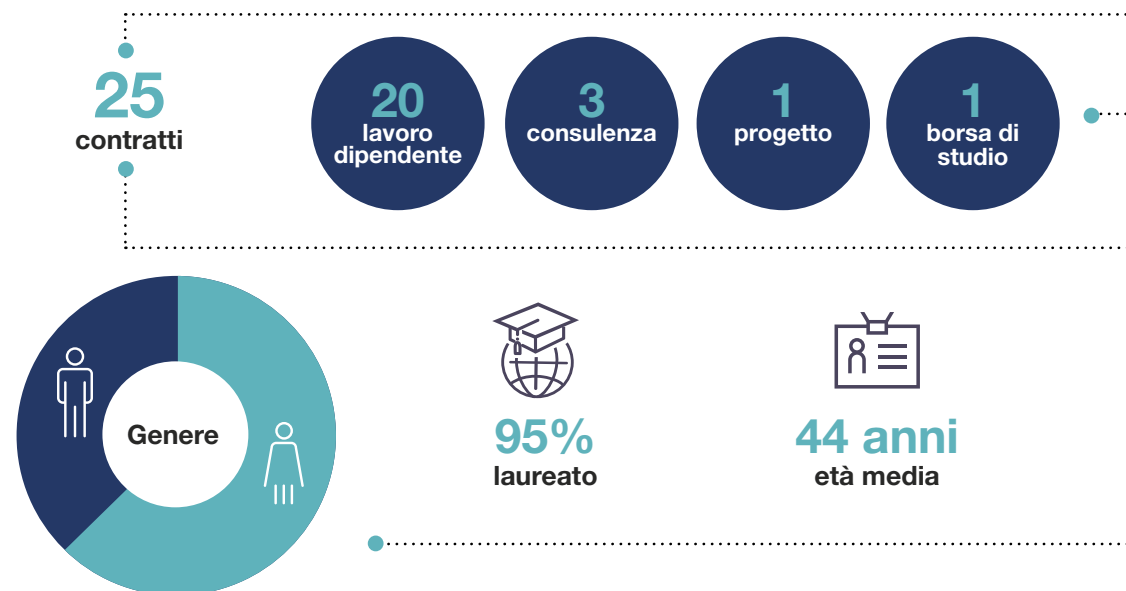 25
contratti
20
lavoro
dipendente
3
consulenza
1
progetto
1
borsa di
studio
Genere
95%
laureato
44 anni
età media